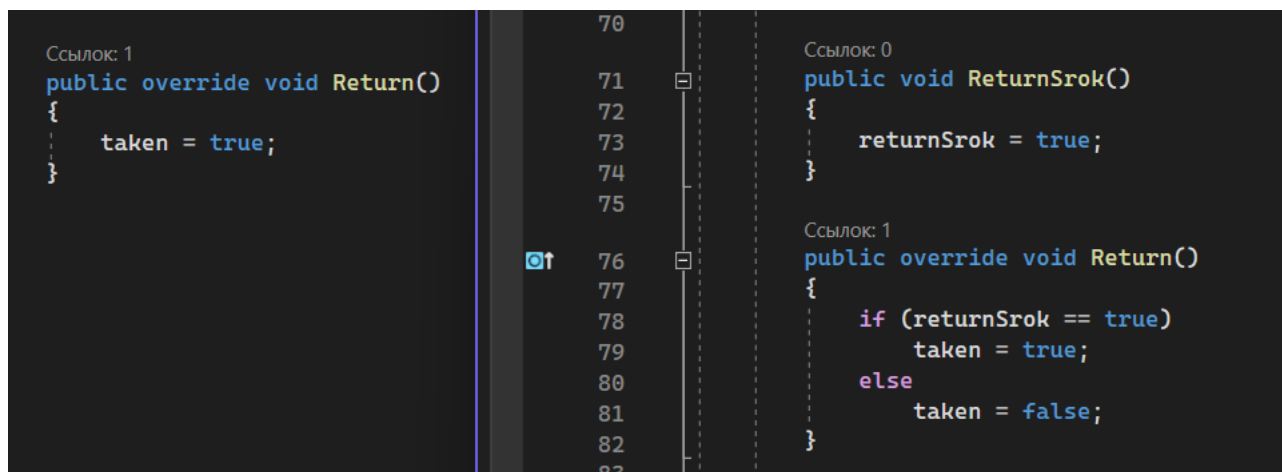 Ссылок: 1
public override void Return()
{
taken = true;
}
70
Ссылок: 0
71 public void ReturnSrok()
72 {
73 returnSrok = true;
74 }
75
Ссылок: 1
76 public override void Return()
77 {
78 if (returnSrok == true)
79 taken = true;
80 else
81 taken = false;
82 }
83